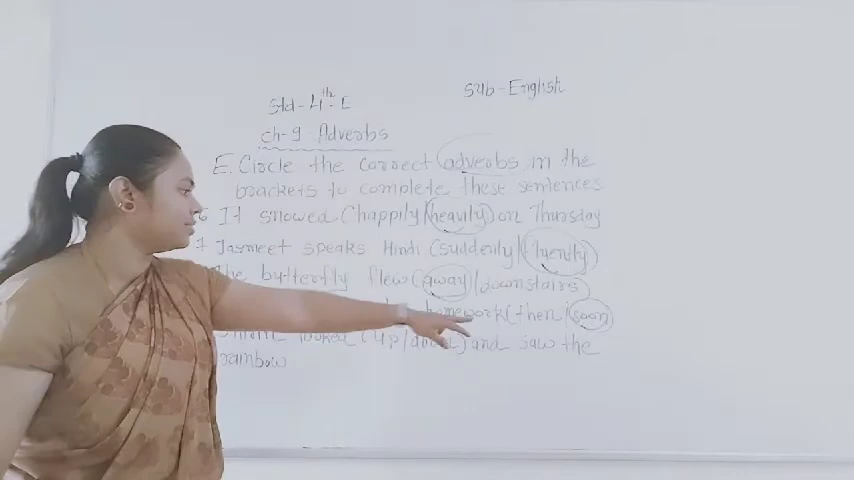 Std - 4th - E
Sub - English
Ch-9 Adverbs
E. Circle the correct adverbs in the
brackets to complete these sentences
It snowed (happily/heavily) on Thursday
Jasmeet speaks Hindi (suddenly/fluently)
The butterfly flew (away/downstairs)
homework (then/soon)
looked (up/down) and saw the
rainbow